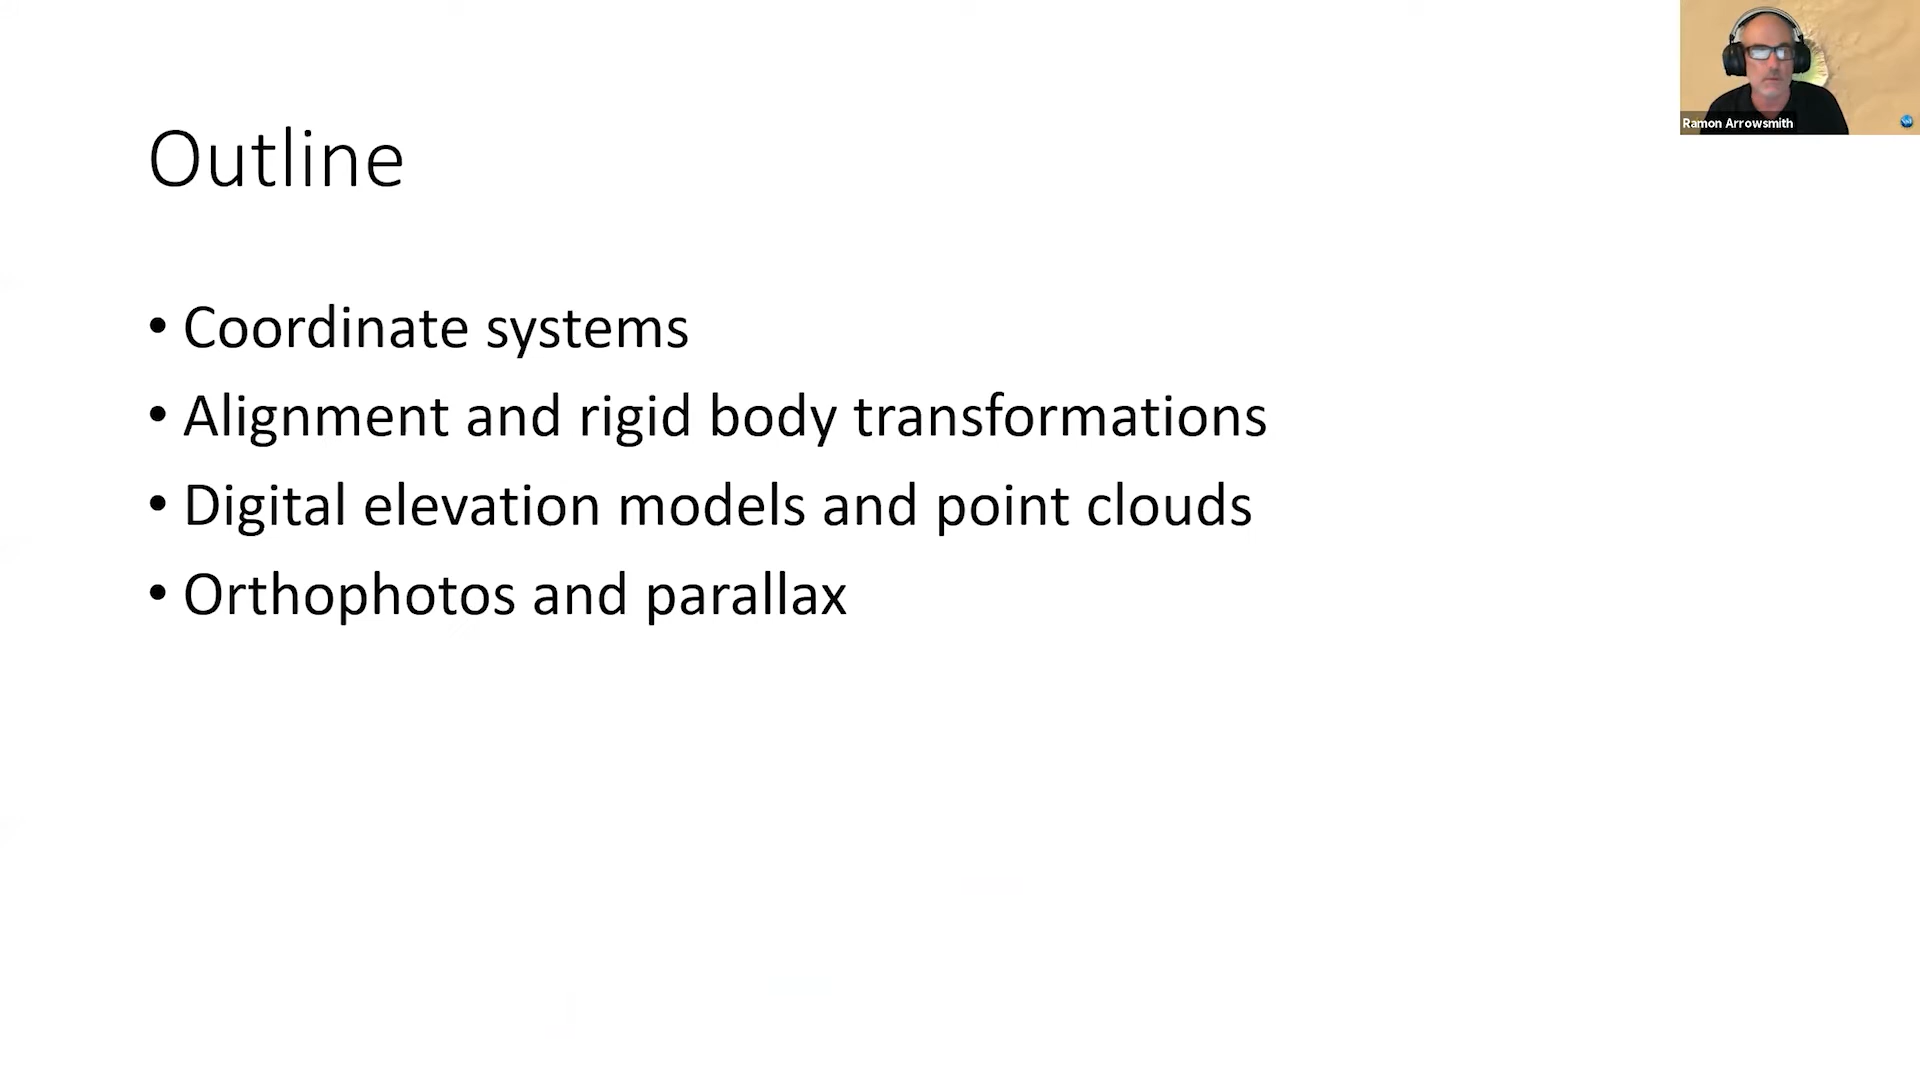 Outline
• Coordinate systems
• Alignment and rigid body transformations
• Digital elevation models and point clouds
• Orthophotos and parallax
Ramon Arrowsmith